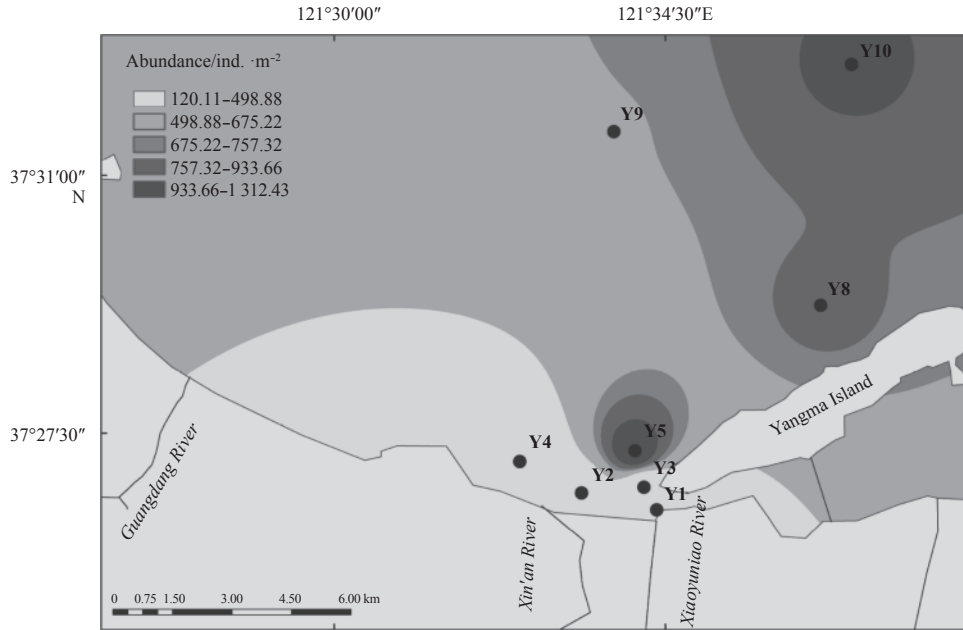 121°30′00″ 121°34′30″E
Abundance/ind. ·m⁻²
120.11–498.88
498.88–675.22
675.22–757.32
757.32–933.66
933.66–1 312.43
Y10
Y9
37°31′00″
N
Y8
Yangma Island
37°27′30″
Y5
Y4
Y3
Y2
Y1
Guangdang River
Xin'an River
Xiaoyuniao River
0 0.75 1.50 3.00 4.50 6.00 km